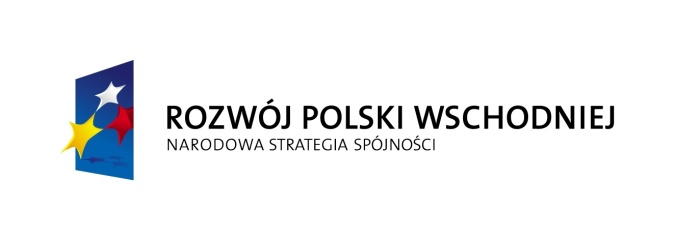 ROZWÓJ POLSKI WSCHODNIEJ
NARODOWA STRATEGIA SPÓJNOŚCI